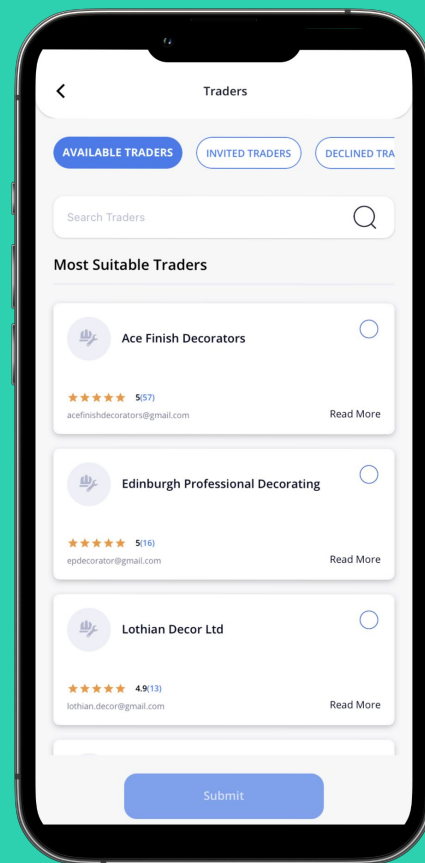 Traders
AVAILABLE TRADERS
INVITED TRADERS
DECLINED TRA
Search Traders
Most Suitable Traders
Ace Finish Decorators
5(57)
acefinishdecorators@gmail.com
Read More
Edinburgh Professional Decorating
5(16)
epdecorator@gmail.com
Read More
Lothian Decor Ltd
4.9(13)
lothian.decor@gmail.com
Read More
Submit